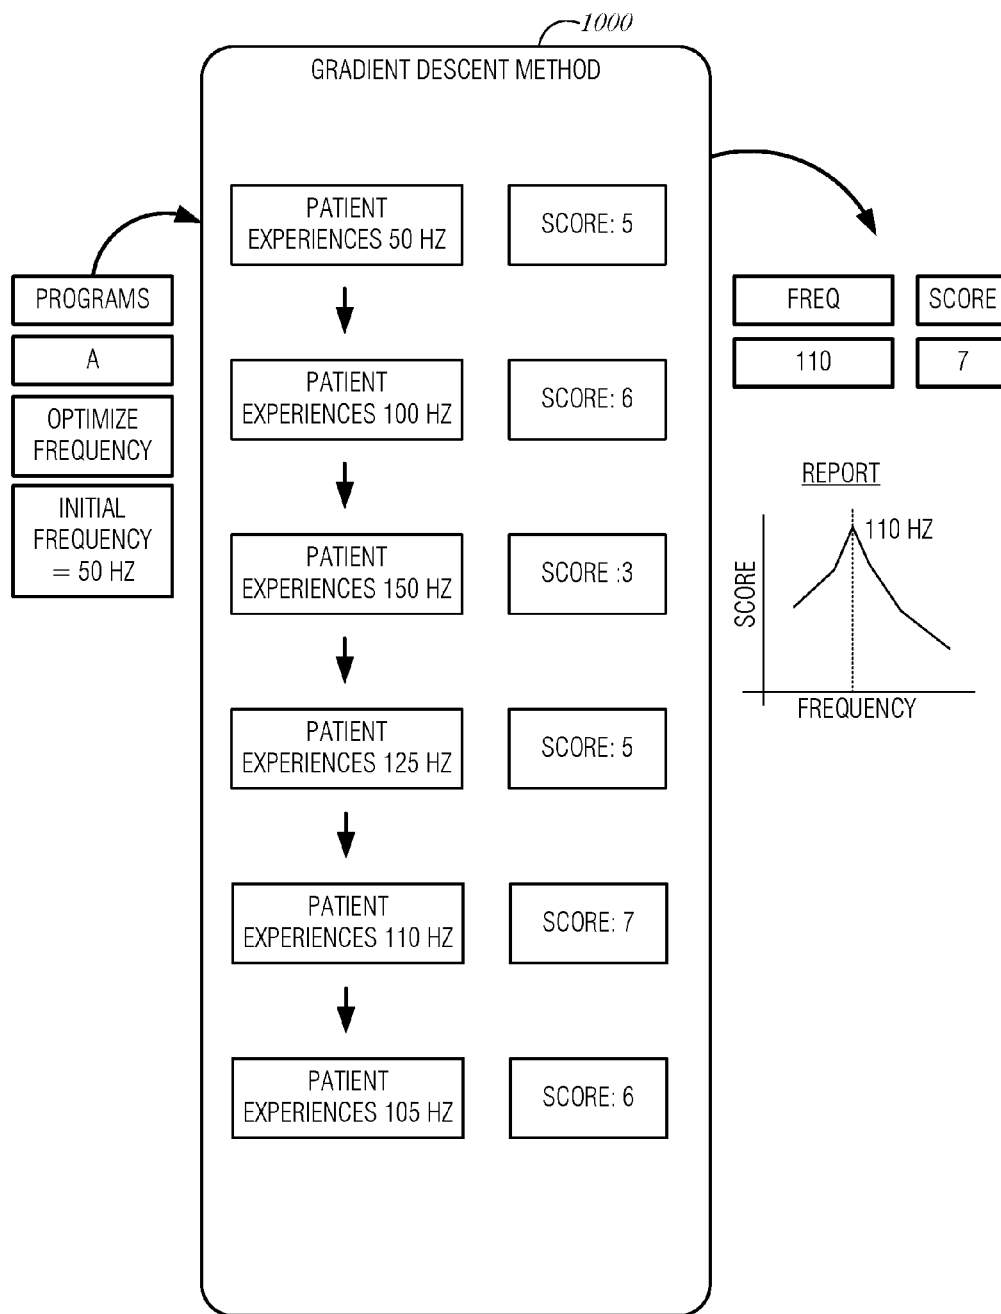 1000
GRADIENT DESCENT METHOD
PROGRAMS
A
OPTIMIZE
FREQUENCY
INITIAL
FREQUENCY
= 50 HZ
PATIENT
EXPERIENCES 50 HZ
SCORE: 5
PATIENT
EXPERIENCES 100 HZ
SCORE: 6
PATIENT
EXPERIENCES 150 HZ
SCORE :3
PATIENT
EXPERIENCES 125 HZ
SCORE: 5
PATIENT
EXPERIENCES 110 HZ
SCORE: 7
PATIENT
EXPERIENCES 105 HZ
SCORE: 6
FREQ
SCORE
110
7
REPORT
110 HZ
SCORE
FREQUENCY